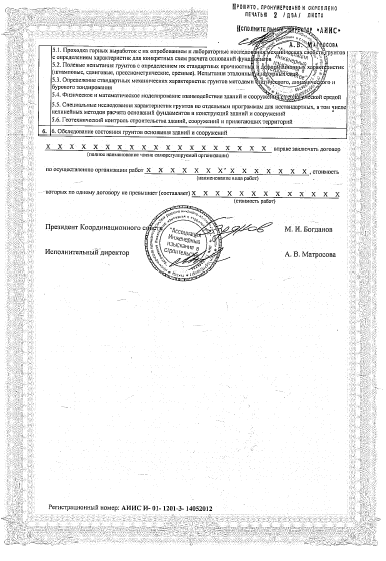 ПРОШИТО, ПРОНУМЕРОВАНО И СКРЕПЛЕНО
ПЕЧАТЬЮ 2 /ДВА/ ЛИСТА
ИСПОЛНИТЕЛЬНЫЙ ДИРЕКТОР "АИИС"
А. В. МАТРОСОВА
5.1. Проходка горных выработок с их опробованием и лабораторные исследования механических свойств грунтов
с определением характеристик для конкретных схем расчета оснований фундаментов
5.2. Полевые испытания грунтов с определением их стандартных прочностных и деформационных характеристик
(штамповые, сдвиговые, прессиометрические, срезные). Испытания эталонных
5.3. Определение стандартных механических характеристик грунтов методами статического, динамического и
бурового зондирования
5.4. Физическое и математическое моделирование взаимодействия зданий и сооружений с геологической средой
5.5. Специальные исследования характеристик грунтов по отдельным программам для нестандартных, в том числе
нелинейных методов расчета оснований фундаментов и конструкций зданий и сооружений
5.6. Геотехнический контроль строительства зданий, сооружений и прилегающих территорий
6. 6. Обследование состояния грунтов основания зданий и сооружений
X X X X X X X X X X X X X X X X X X X X вправе заключать договор
(полное наименование члена саморегулируемой организации)
по осуществлению организации работ X X X X X X X X X X X X X, стоимость
(наименование вида работ)
которых по одному договору не превышает (составляет) X X X X X X X X X X X X
(стоимость работ)
Президент Координационного совета М. И. Богданов
"Ассоциация
Инженерные
изыскания в
строительстве"
Исполнительный директор А. В. Матросова
Регистрационный номер: АИИС И- 01- 1201-3- 14052012